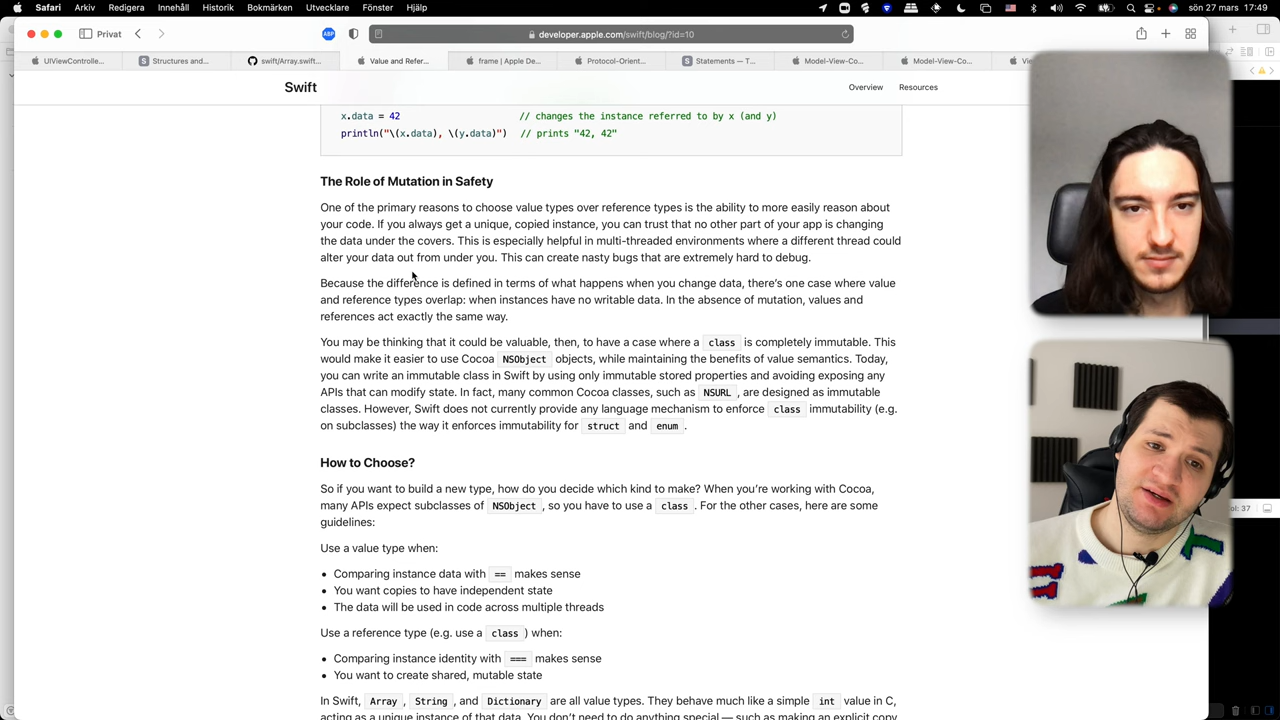 Safari Arkiv Redigera Innehåll Historik Bokmärken Utvecklare Fönster Hjälp sön 27 mars 17:49
Privat developer.apple.com/swift/blog/?id=10
UIViewControlle... Structures and... swift/Array.swift... Value and Refer... frame | Apple De... Protocol-Orient... Statements — T... Model-View-Co... Model-View-Co...
Swift Overview Resources
x.data = 42 // changes the instance referred to by x (and y)
println("\(x.data), \(y.data)") // prints "42, 42"
The Role of Mutation in Safety
One of the primary reasons to choose value types over reference types is the ability to more easily reason about
your code. If you always get a unique, copied instance, you can trust that no other part of your app is changing
the data under the covers. This is especially helpful in multi-threaded environments where a different thread could
alter your data out from under you. This can create nasty bugs that are extremely hard to debug.
Because the difference is defined in terms of what happens when you change data, there’s one case where value
and reference types overlap: when instances have no writable data. In the absence of mutation, values and
references act exactly the same way.
You may be thinking that it could be valuable, then, to have a case where a class is completely immutable. This
would make it easier to use Cocoa NSObject objects, while maintaining the benefits of value semantics. Today,
you can write an immutable class in Swift by using only immutable stored properties and avoiding exposing any
APIs that can modify state. In fact, many common Cocoa classes, such as NSURL , are designed as immutable
classes. However, Swift does not currently provide any language mechanism to enforce class immutability (e.g.
on subclasses) the way it enforces immutability for struct and enum .
How to Choose?
So if you want to build a new type, how do you decide which kind to make? When you’re working with Cocoa,
many APIs expect subclasses of NSObject , so you have to use a class . For the other cases, here are some
guidelines:
Use a value type when:
• Comparing instance data with == makes sense
• You want copies to have independent state
• The data will be used in code across multiple threads
Use a reference type (e.g. use a class ) when:
• Comparing instance identity with === makes sense
• You want to create shared, mutable state
In Swift, Array , String , and Dictionary are all value types. They behave much like a simple int value in C,
acting as a unique instance of that data. You don’t need to do anything special — such as making an explicit copy